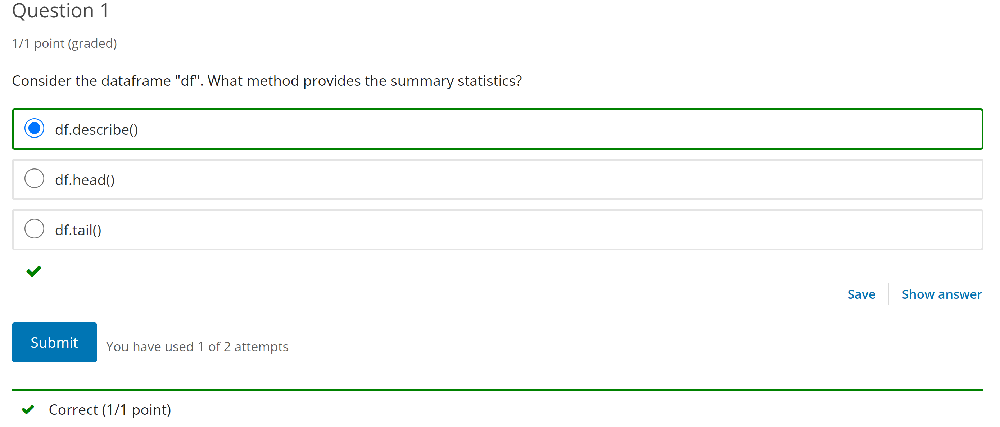 Question 1
1/1 point (graded)
Consider the dataframe "df". What method provides the summary statistics?
df.describe()
df.head()
df.tail()
Save
Show answer
Submit
You have used 1 of 2 attempts
Correct (1/1 point)